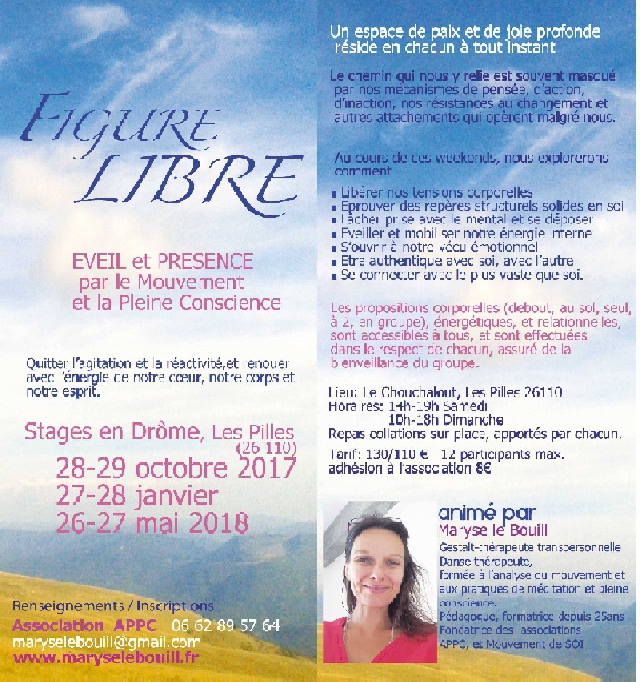 FIGURE
LIBRE
EVEIL et PRESENCE
par le Mouvement
et la Pleine Conscience
Quitter l'agitation et la réactivité,et renouer
avec l'énergie de notre cœur, notre corps et
notre esprit.
Stages en Drôme, Les Pilles
(26 110)
28-29 octobre 2017
27-28 janvier
26-27 mai 2018
Renseignements / Inscriptions
Association APPC 06 62 89 57 64
maryselebouill@gmail.com
www.maryselebouill.fr
Un espace de paix et de joie profonde
réside en chacun à tout instant
Le chemin qui nous y relie est souvent masqué
par nos mécanismes de pensée, d'action,
d'inaction, nos résistances au changement et
autres attachements qui opèrent malgré nous.
Au cours de ces weekends, nous explorerons
comment
Libérer nos tensions corporelles
Eprouver des repères structurels solides en soi
Lâcher prise avec le mental et se déposer
Eveiller et mobiliser notre énergie interne
S'ouvrir à notre vécu émotionnel
Etre authentique avec soi, avec l'autre
Se connecter avec le plus vaste que soi.
Les propositions corporelles (debout, au sol, seul,
à 2, en groupe), énergétiques, et relationnelles,
sont accessibles à tous, et sont effectuées
dans le respect de chacun, assuré de la
bienveillance du groupe.
Lieu: Le Chouchalout, Les Pilles 26110
Horaires: 14h-19h Samedi
10h-18h Dimanche
Repas collations sur place, apportés par chacun.
Tarif: 130/110 € 12 participants max.
adhésion à l'association 8€
animé par
Maryse le Bouill
Gestalt-thérapeute transpersonnelle
Danse thérapeute,
formée à l'analyse du mouvement et
aux pratiques de méditation et pleine
conscience.
Pédagogue, formatrice depuis 25ans
Fondatrice des associations
APPC, et Mouvement de SOI